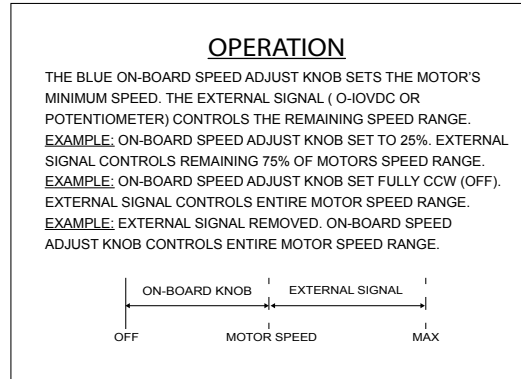 OPERATION
THE BLUE ON-BOARD SPEED ADJUST KNOB SETS THE MOTOR'S
MINIMUM SPEED. THE EXTERNAL SIGNAL ( O-IOVDC OR
POTENTIOMETER) CONTROLS THE REMAINING SPEED RANGE.
EXAMPLE: ON-BOARD SPEED ADJUST KNOB SET TO 25%. EXTERNAL
SIGNAL CONTROLS REMAINING 75% OF MOTORS SPEED RANGE.
EXAMPLE: ON-BOARD SPEED ADJUST KNOB SET FULLY CCW (OFF).
EXTERNAL SIGNAL CONTROLS ENTIRE MOTOR SPEED RANGE.
EXAMPLE: EXTERNAL SIGNAL REMOVED. ON-BOARD SPEED
ADJUST KNOB CONTROLS ENTIRE MOTOR SPEED RANGE.
ON-BOARD KNOB EXTERNAL SIGNAL
OFF MOTOR SPEED MAX